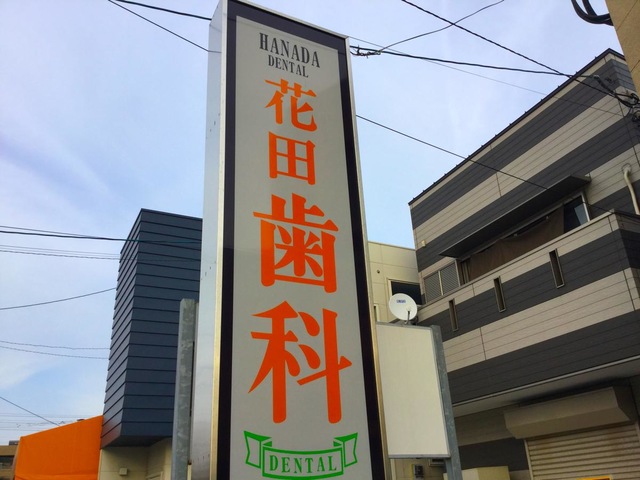 HANADA
DENTAL
花田
歯科
DENTAL